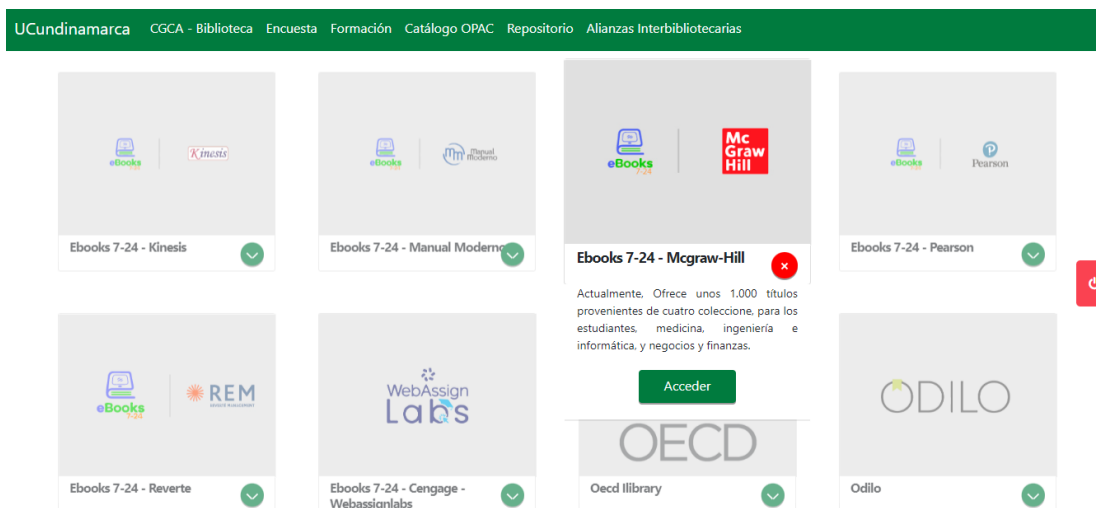 UCundinamarca CGCA - Biblioteca Encuesta Formación Catálogo OPAC Repositorio Alianzas Interbibliotecarias
eBooks
7-24
Kinesis
Ebooks 7-24 - Kinesis
eBooks
7-24
Manual
Moderno
Ebooks 7-24 - Manual Moderno
eBooks
7-24
Mc
Graw
Hill
Ebooks 7-24 - Mcgraw-Hill
Actualmente, Ofrece unos 1.000 títulos
provenientes de cuatro coleccione, para los
estudiantes, medicina, ingeniería e
informática, y negocios y finanzas.
Acceder
eBooks
7-24
Pearson
Ebooks 7-24 - Pearson
eBooks
7-24
REM
Ebooks 7-24 - Reverte
WebAssign
Labs
Ebooks 7-24 - Cengage -
Webassignlabs
OECD
Oecd Ilibrary
ODILO
Odilo